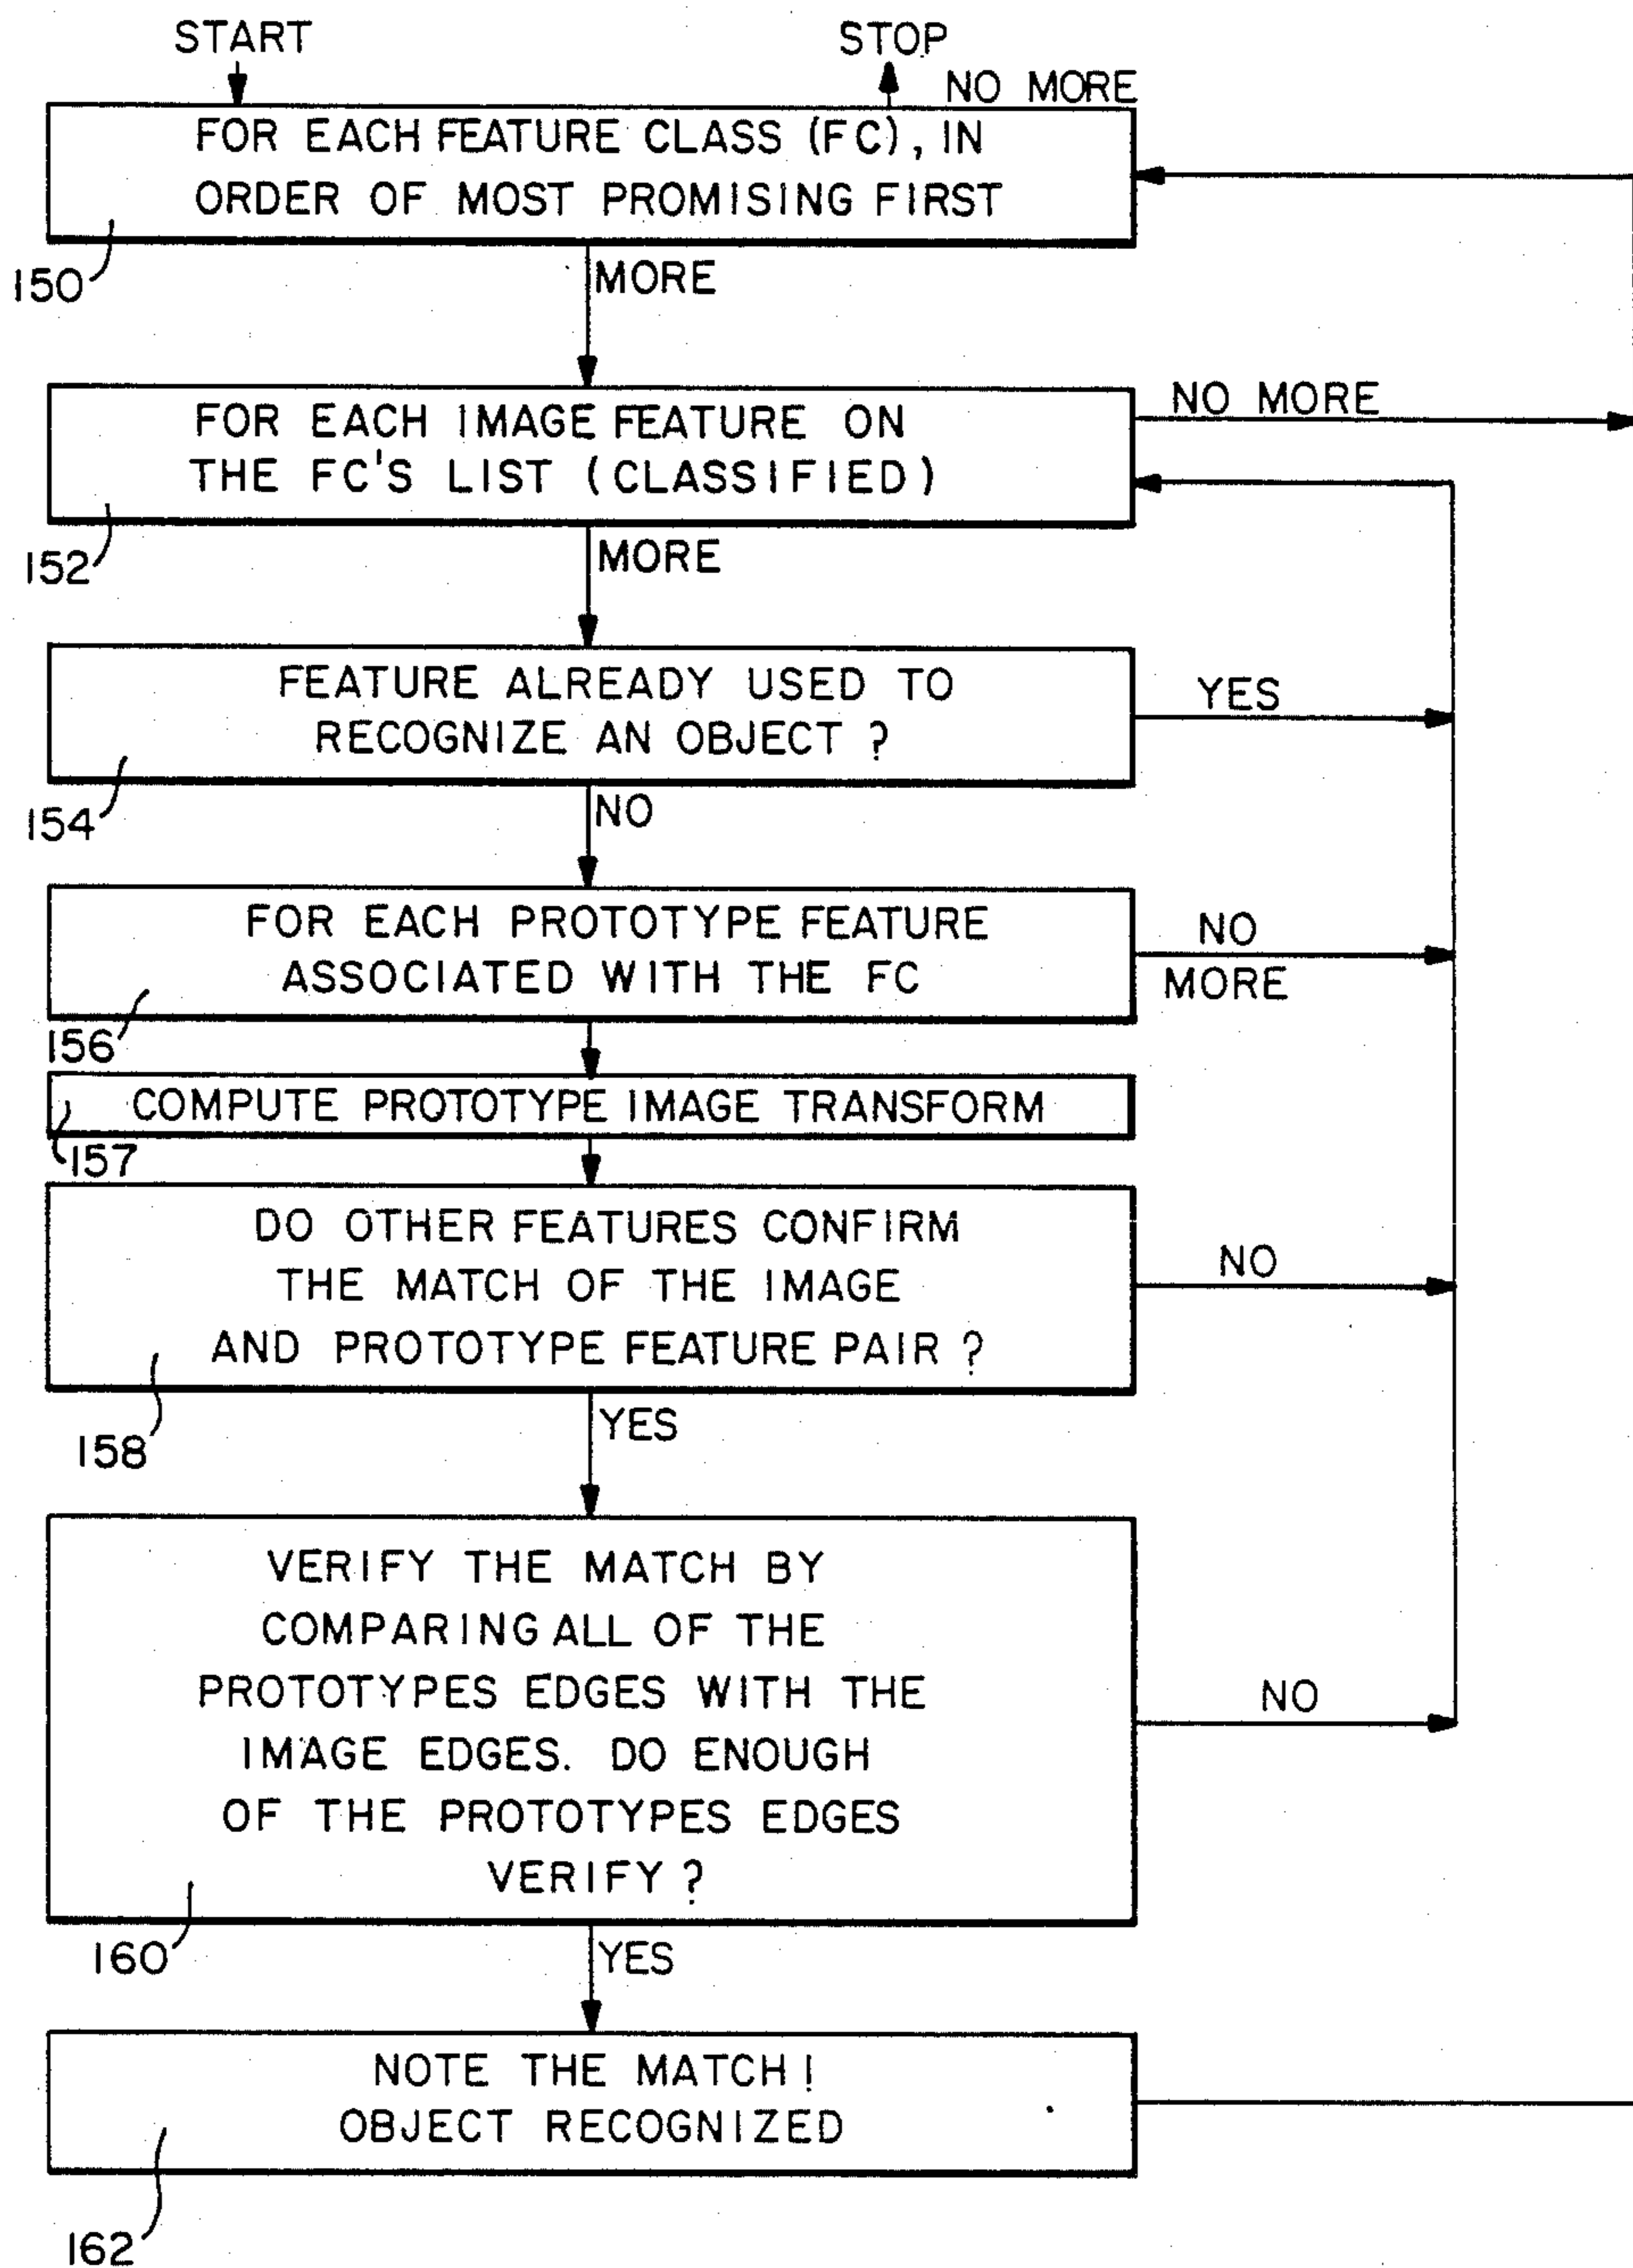 START
STOP
NO MORE
FOR EACH FEATURE CLASS (FC), IN
ORDER OF MOST PROMISING FIRST
150
MORE
FOR EACH IMAGE FEATURE ON
THE FC'S LIST (CLASSIFIED)
NO MORE
152
MORE
FEATURE ALREADY USED TO
RECOGNIZE AN OBJECT ?
YES
154
NO
FOR EACH PROTOTYPE FEATURE
ASSOCIATED WITH THE FC
NO
MORE
156
COMPUTE PROTOTYPE IMAGE TRANSFORM
157
DO OTHER FEATURES CONFIRM
THE MATCH OF THE IMAGE
AND PROTOTYPE FEATURE PAIR ?
NO
158
YES
VERIFY THE MATCH BY
COMPARING ALL OF THE
PROTOTYPES EDGES WITH THE
IMAGE EDGES. DO ENOUGH
OF THE PROTOTYPES EDGES
VERIFY ?
NO
160
YES
NOTE THE MATCH !
OBJECT RECOGNIZED
162